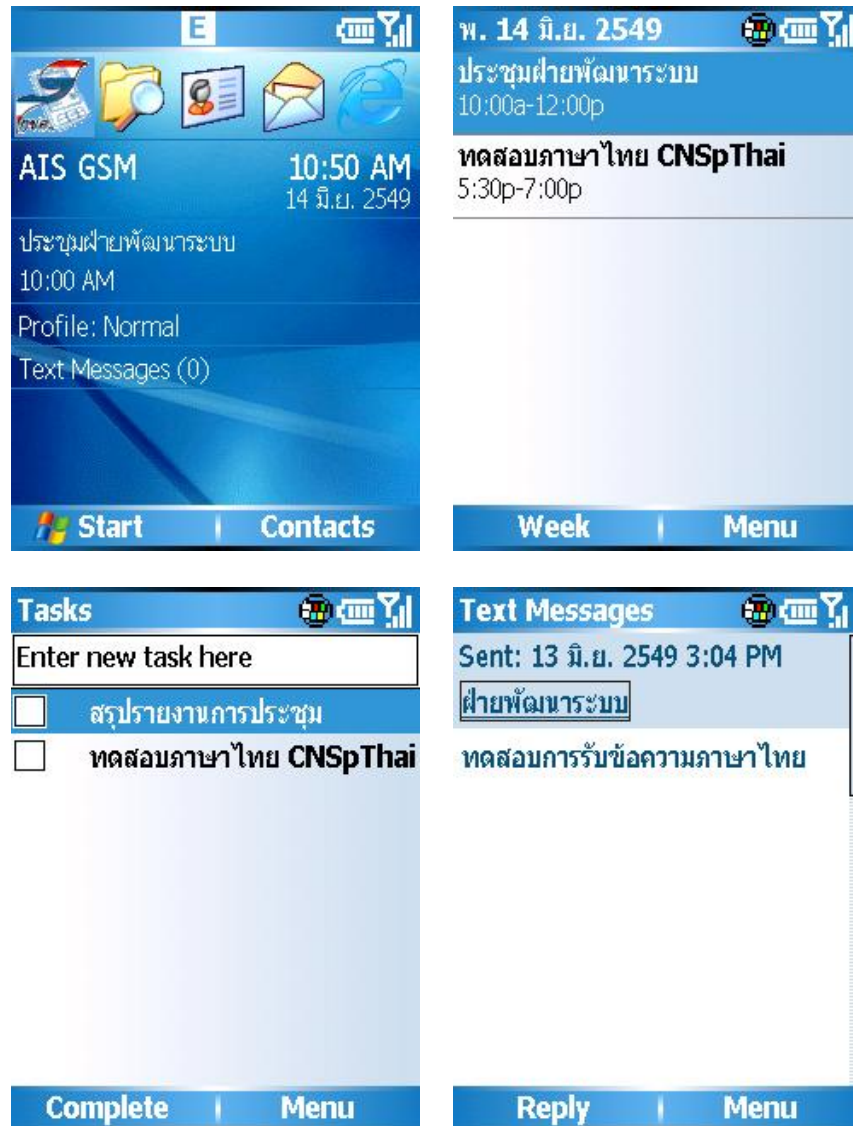 E
AIS GSM
10:50 AM
14 มิ.ย. 2549
ประชุมฝ่ายพัฒนาระบบ
10:00 AM
Profile: Normal
Text Messages (0)
Start
Contacts
พ. 14 มิ.ย. 2549
ประชุมฝ่ายพัฒนาระบบ
10:00a-12:00p
ทดสอบภาษาไทย CNSpThai
5:30p-7:00p
Week
Menu
Tasks
Enter new task here
สรุปรายงานการประชุม
ทดสอบภาษาไทย CNSpThai
Complete
Menu
Text Messages
Sent: 13 มิ.ย. 2549 3:04 PM
ฝ่ายพัฒนาระบบ
ทดสอบการรับข้อความภาษาไทย
Reply
Menu